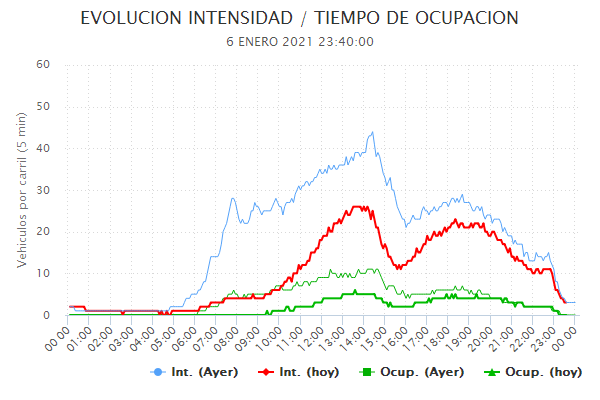 EVOLUCION INTENSIDAD / TIEMPO DE OCUPACION
6 ENERO 2021 23:40:00
Vehiculos por carril (5 min)
60
50
40
30
20
10
0
00:00 01:00 02:00 03:00 04:00 05:00 06:00 07:00 08:00 09:00 10:00 11:00 12:00 13:00 14:00 15:00 16:00 17:00 18:00 19:00 20:00 21:00 22:00 23:00 00:00
Int. (Ayer) Int. (hoy) Ocup. (Ayer) Ocup. (hoy)